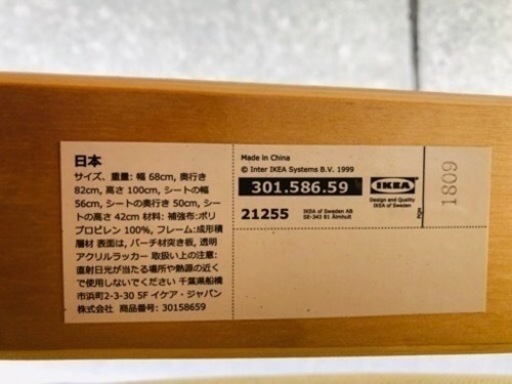 日本
サイズ、重量: 幅 68cm, 奥行き
82cm, 高さ 100cm, シートの幅
56cm, シートの奥行き 50cm, シー
トの高さ 42cm 材料: 補強布:ポリ
プロピレン 100%, フレーム:成形積
層材 表面は, バーチ材突き板, 透明
アクリルラッカー 取扱い上の注意:
直射日光が当たる場所や熱源の近く
で使用しないでください 千葉県船橋
市浜町2-3-30 5F イケア・ジャパン
株式会社 商品番号: 30158659
Made in China
© Inter IKEA Systems B.V. 1999
301.586.59
21255
IKEA of Sweden AB
SE-343 81 Älmhult
IKEA
Design and Quality
IKEA of Sweden
1809